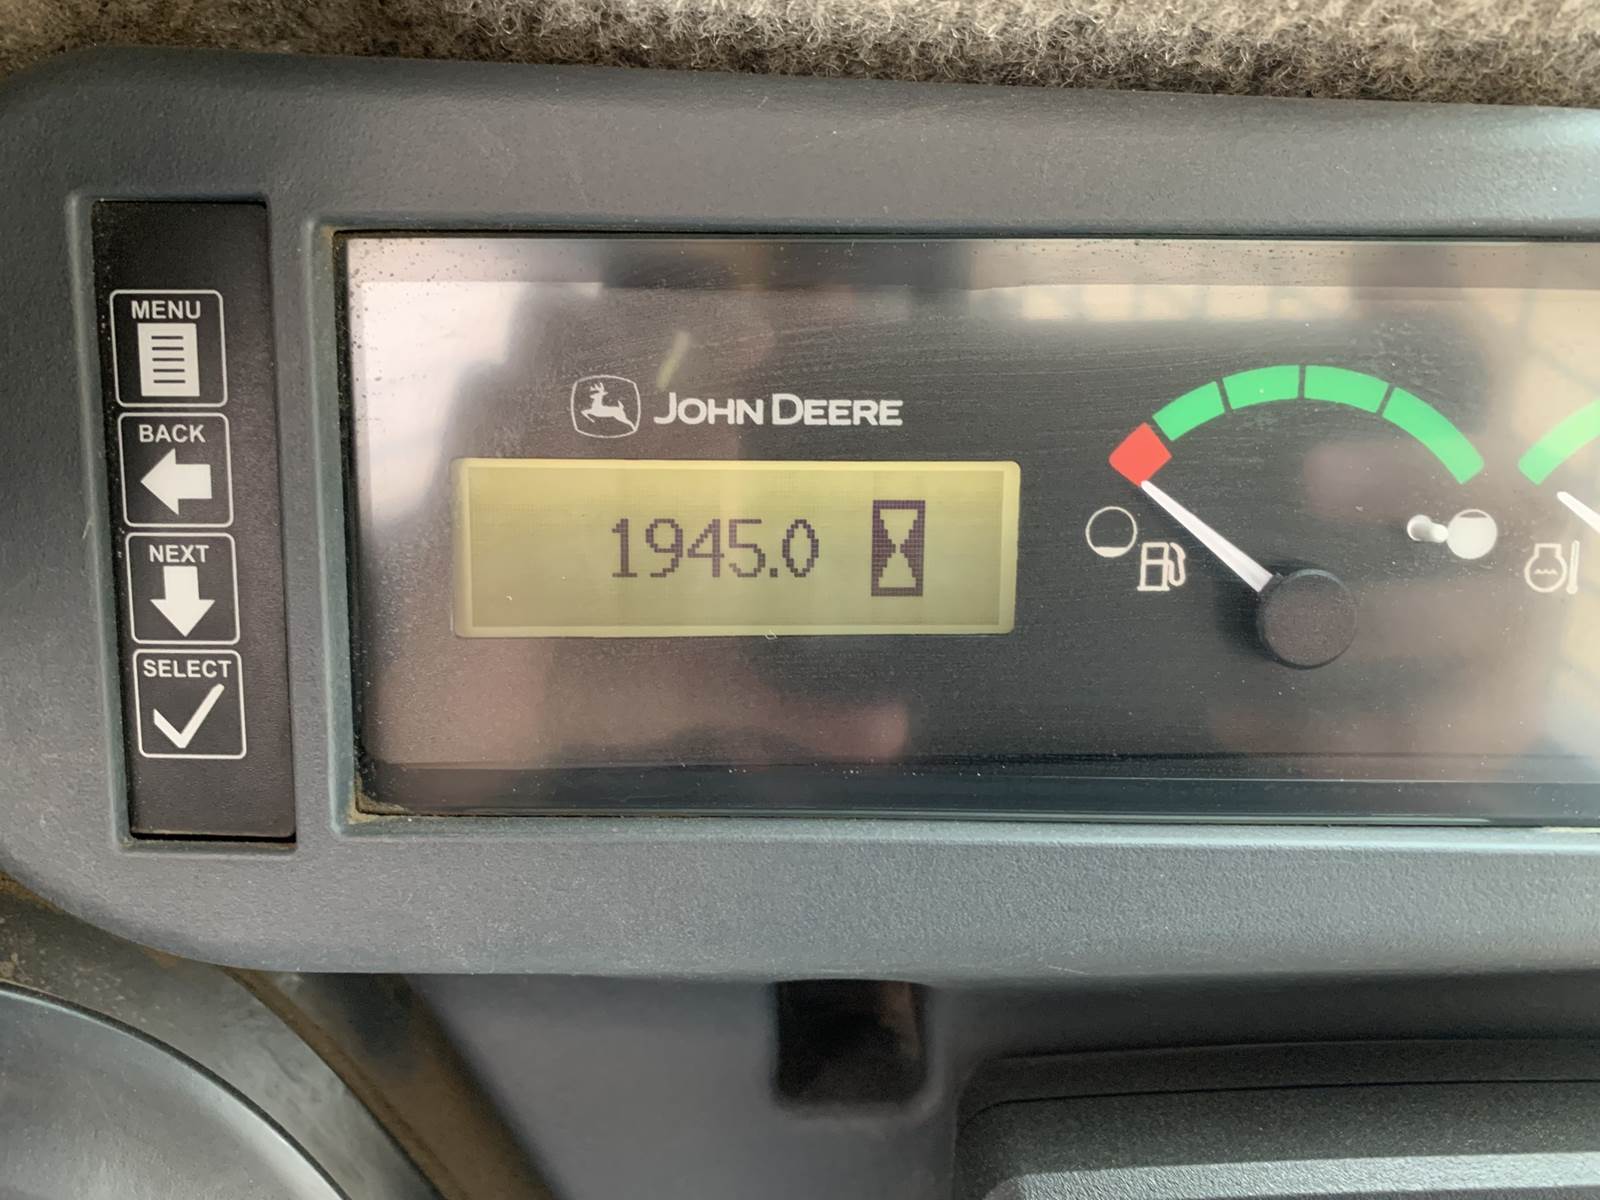 MENU
BACK
NEXT
SELECT
JOHN DEERE
1945.0